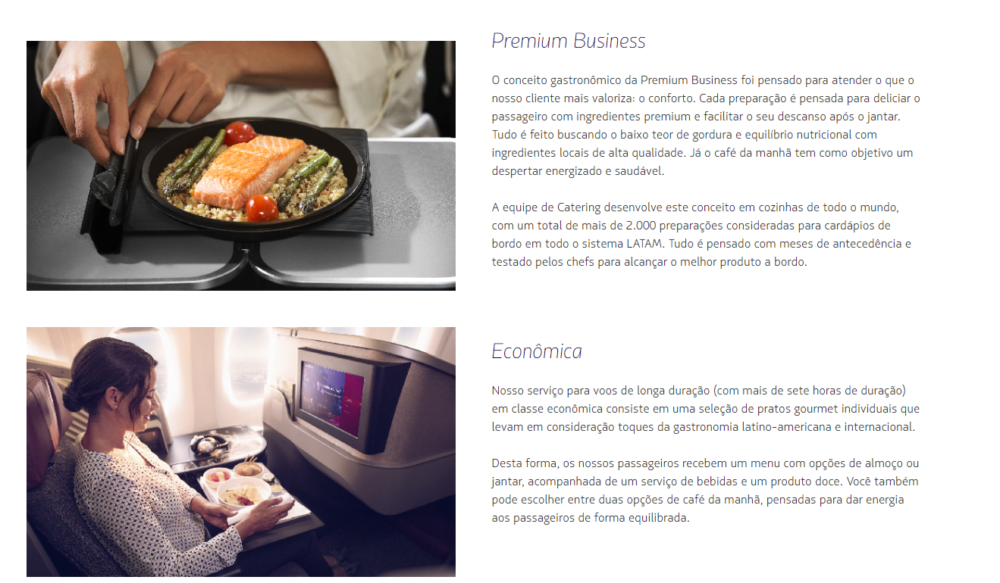 Premium Business
O conceito gastronômico da Premium Business foi pensado para atender o que o
nosso cliente mais valoriza: o conforto. Cada preparação é pensada para deliciar o
passageiro com ingredientes premium e facilitar o seu descanso após o jantar.
Tudo é feito buscando o baixo teor de gordura e equilíbrio nutricional com
ingredientes locais de alta qualidade. Já o café da manhã tem como objetivo um
despertar energizado e saudável.
A equipe de Catering desenvolve este conceito em cozinhas de todo o mundo,
com um total de mais de 2.000 preparações consideradas para cardápios de
bordo em todo o sistema LATAM. Tudo é pensado com meses de antecedência e
testado pelos chefs para alcançar o melhor produto a bordo.
Econômica
Nosso serviço para voos de longa duração (com mais de sete horas de duração)
em classe econômica consiste em uma seleção de pratos gourmet individuais que
levam em consideração toques da gastronomia latino-americana e internacional.
Desta forma, os nossos passageiros recebem um menu com opções de almoço ou
jantar, acompanhada de um serviço de bebidas e um produto doce. Você também
pode escolher entre duas opções de café da manhã, pensadas para dar energia
aos passageiros de forma equilibrada.